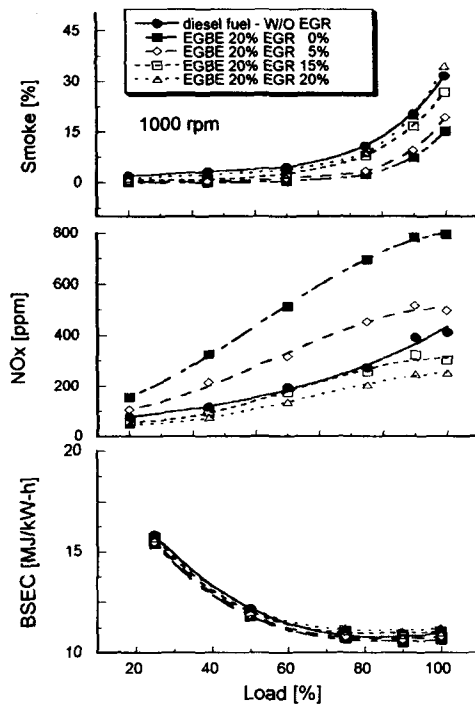 diesel fuel - W/O EGR
EGBE 20% EGR 0%
EGBE 20% EGR 5%
EGBE 20% EGR 15%
EGBE 20% EGR 20%
1000 rpm
Smoke [%]
45
30
15
0
NOx [ppm]
800
600
400
200
0
BSEC [MJ/kW-h]
20
15
10
20 40 60 80 100
Load [%]